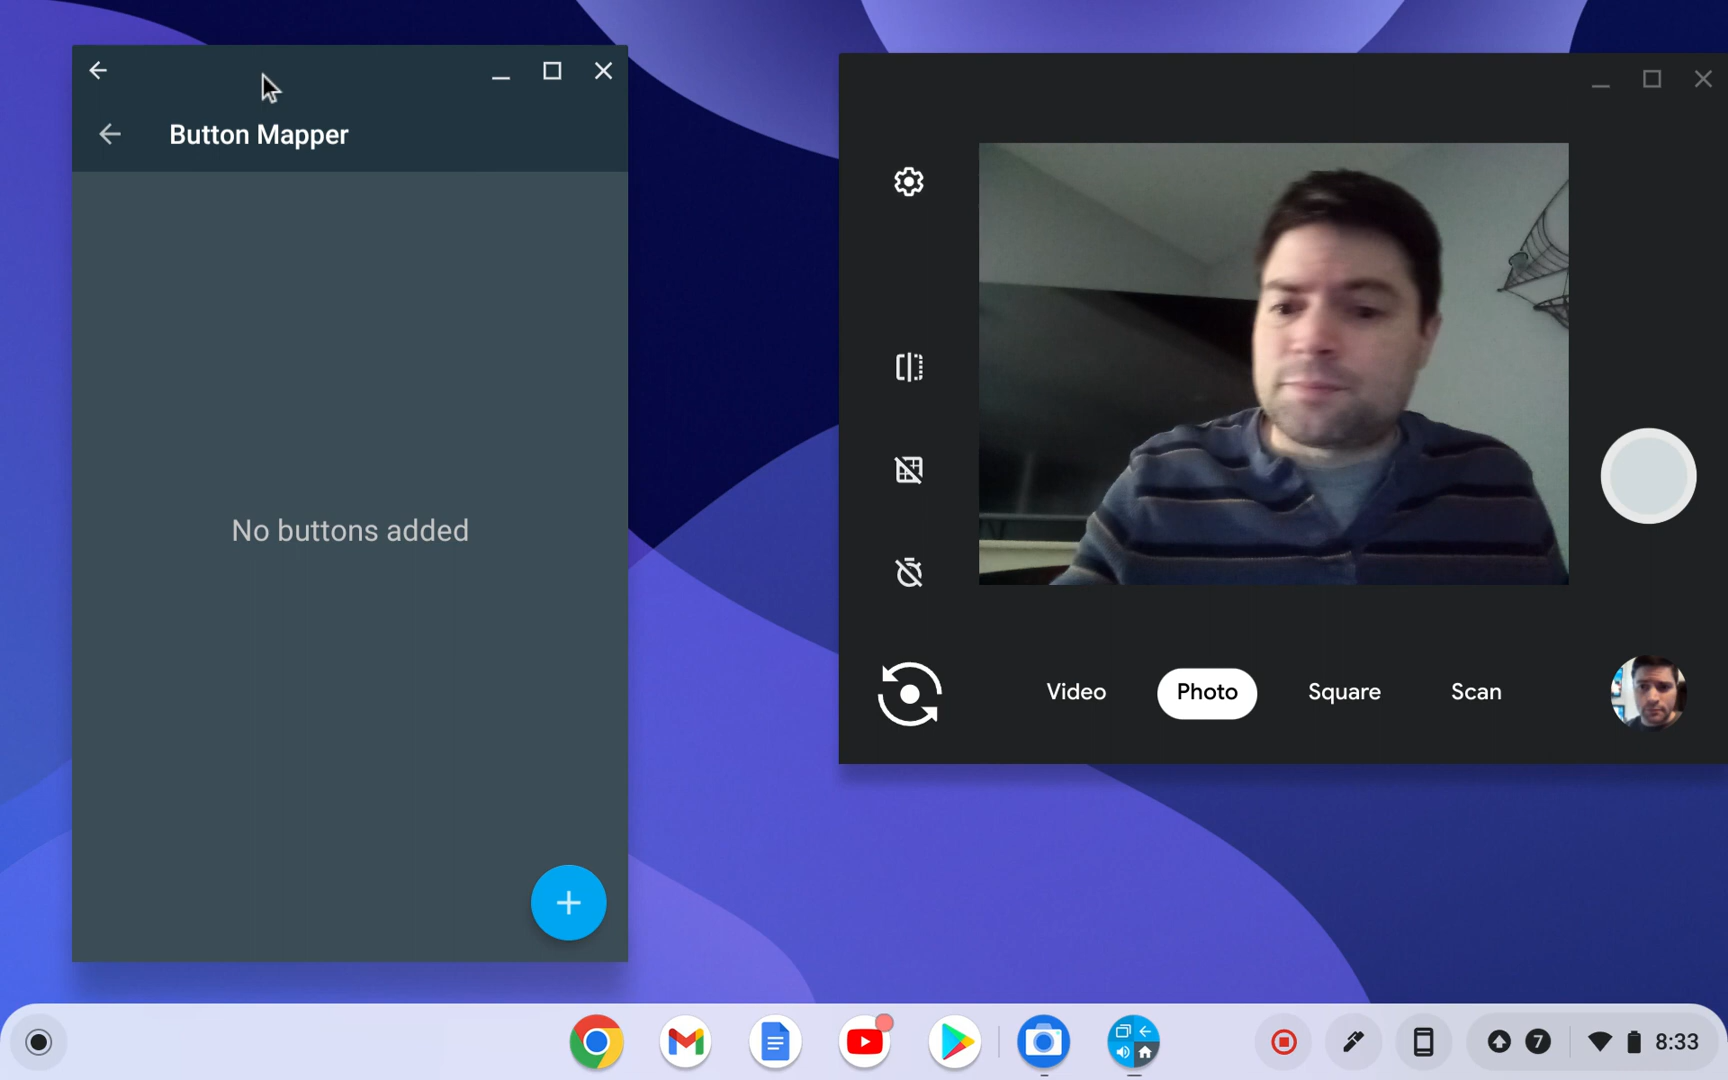 Button Mapper
No buttons added
Video
Photo
Square
Scan
7
8:33